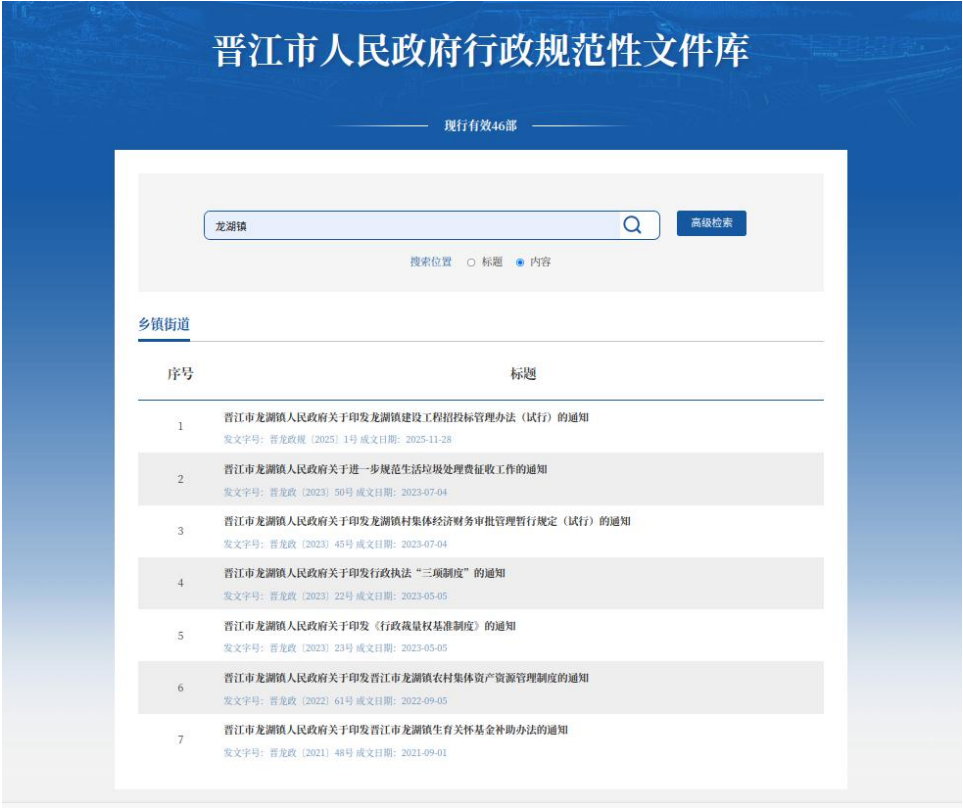 晋江市人民政府行政规范性文件库
现行有效46部
龙湖镇
高级检索
搜索位置 标题 内容
乡镇街道
序号 标题
1 晋江市龙湖镇人民政府关于印发龙湖镇建设工程招投标管理办法（试行）的通知
发文字号：晋龙政规〔2025〕1号 成文日期：2025-11-28
2 晋江市龙湖镇人民政府关于进一步规范生活垃圾处理费征收工作的通知
发文字号：晋龙政〔2023〕50号 成文日期：2023-07-04
3 晋江市龙湖镇人民政府关于印发龙湖镇村集体经济财务审批管理暂行规定（试行）的通知
发文字号：晋龙政〔2023〕45号 成文日期：2023-07-04
4 晋江市龙湖镇人民政府关于印发行政执法“三项制度”的通知
发文字号：晋龙政〔2023〕22号 成文日期：2023-05-05
5 晋江市龙湖镇人民政府关于印发《行政裁量权基准制度》的通知
发文字号：晋龙政〔2023〕23号 成文日期：2023-05-05
6 晋江市龙湖镇人民政府关于印发晋江市龙湖镇农村集体资产资源管理制度的通知
发文字号：晋龙政〔2022〕61号 成文日期：2022-09-05
7 晋江市龙湖镇人民政府关于印发晋江市龙湖镇生育关怀基金补助办法的通知
发文字号：晋龙政〔2021〕48号 成文日期：2021-09-01